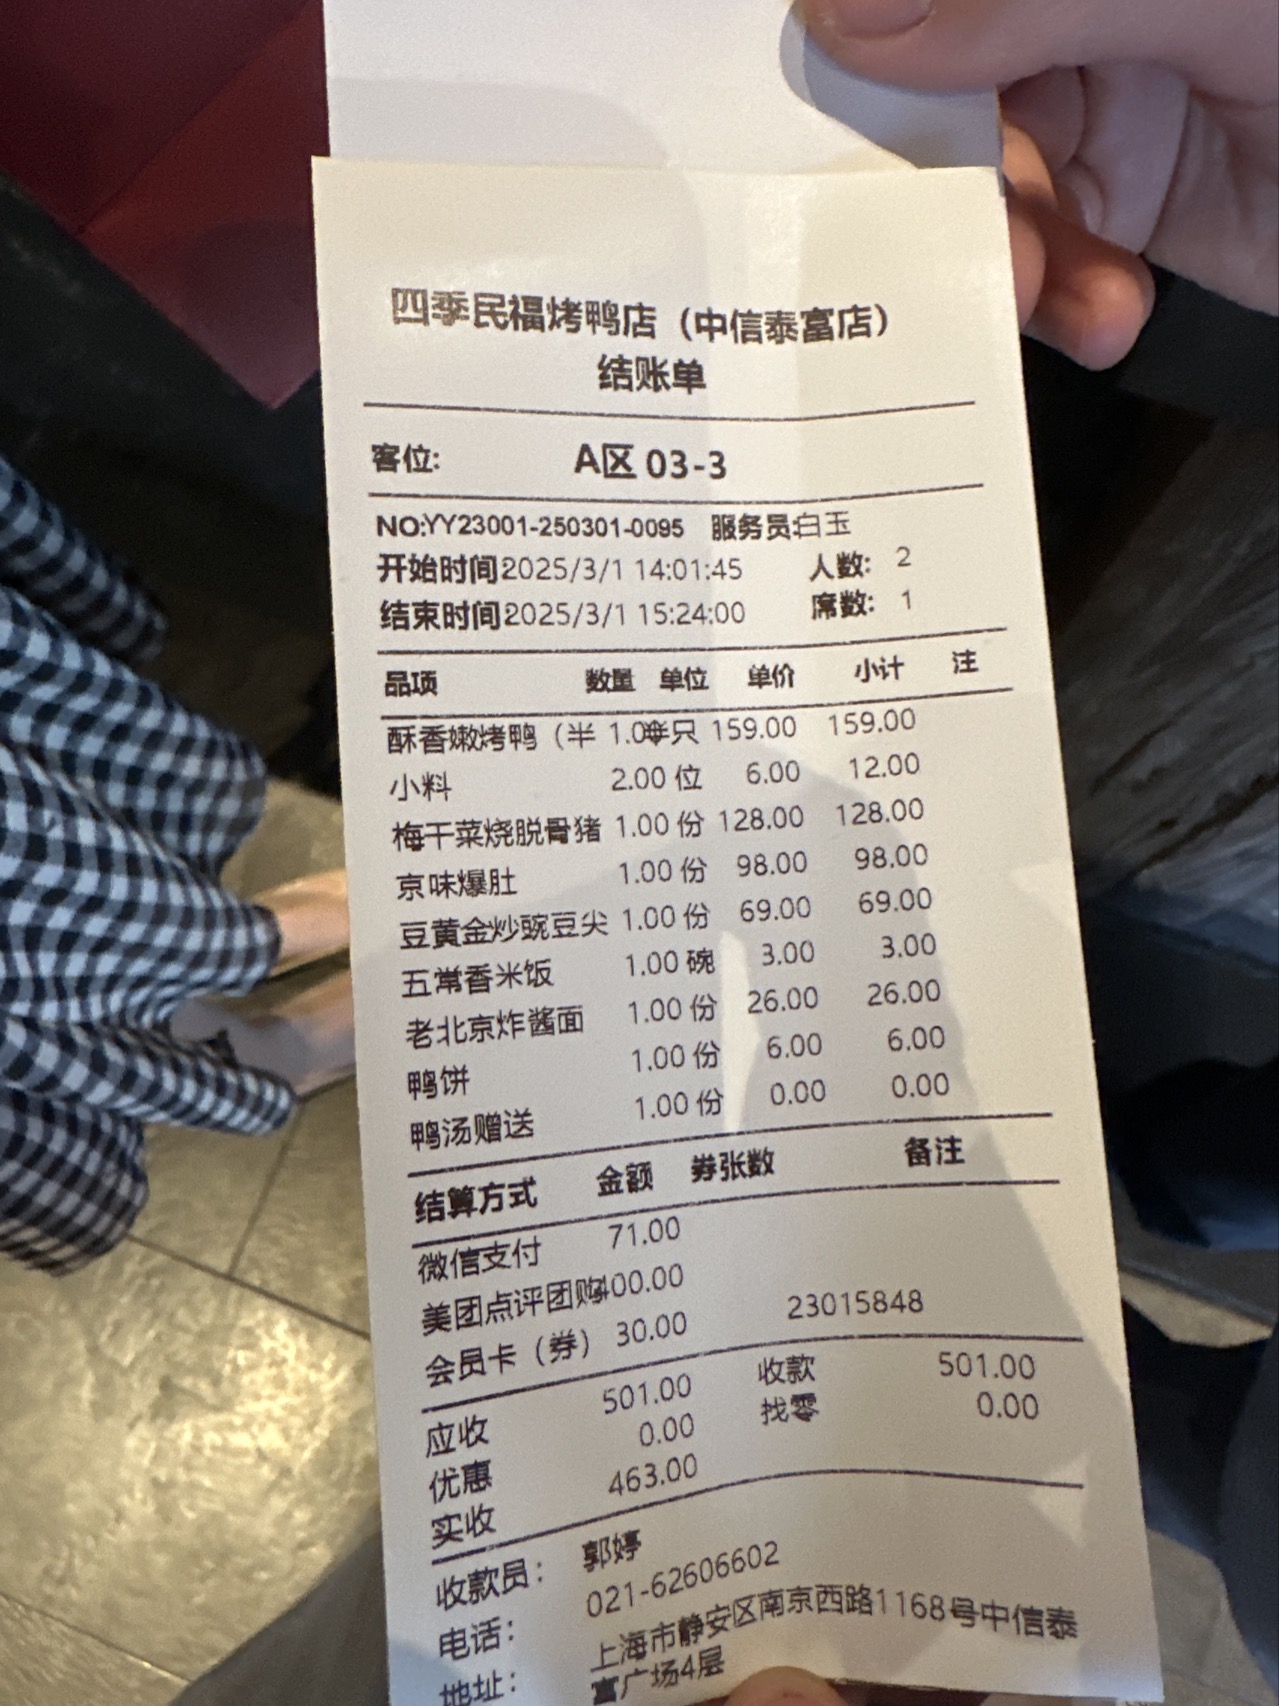 四季民福烤鸭店（中信泰富店）
结账单
客位: A区 03-3
NO:YY23001-250301-0095 服务员:白玉
开始时间2025/3/1 14:01:45 人数: 2
结束时间2025/3/1 15:24:00 席数: 1
品项 数量 单位 单价 小计 注
酥香嫩烤鸭（半 1.00 半只 159.00 159.00
小料 2.00 位 6.00 12.00
梅干菜烧脱骨猪 1.00 份 128.00 128.00
京味爆肚 1.00 份 98.00 98.00
豆黄金炒豌豆尖 1.00 份 69.00 69.00
五常香米饭 1.00 碗 3.00 3.00
老北京炸酱面 1.00 份 26.00 26.00
鸭饼 1.00 份 6.00 6.00
鸭汤赠送 1.00 份 0.00 0.00
结算方式 金额 券张数 备注
微信支付 71.00
美团点评团购400.00
会员卡（券） 30.00 23015848
应收 501.00 收款 501.00
优惠 0.00 找零 0.00
实收 463.00
收款员: 郭婷
电话: 021-62606602
地址: 上海市静安区南京西路1168号中信泰
富广场4层